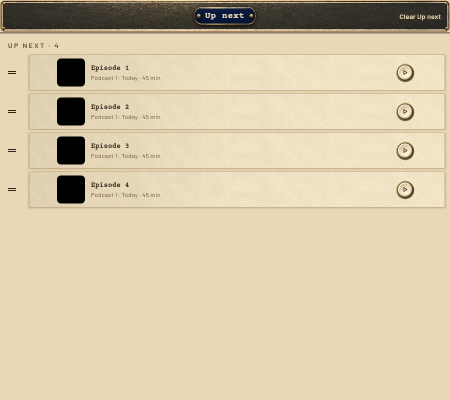 Up next
Clear Up next
UP NEXT · 4
Episode 1
Podcast 1 · Today · 45 min
Episode 2
Podcast 1 · Today · 45 min
Episode 3
Podcast 1 · Today · 45 min
Episode 4
Podcast 1 · Today · 45 min